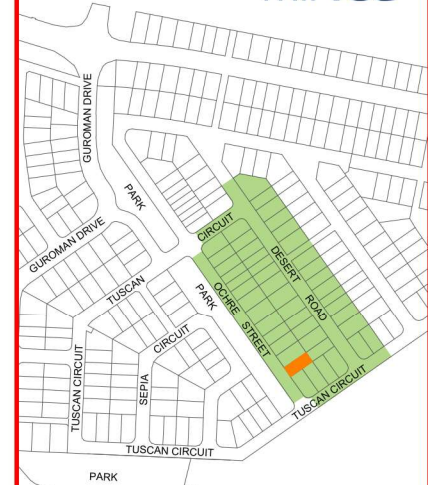 GUROMAN DRIVE
PARK
CIRCUIT
DESERT
ROAD
GUROMAN DRIVE
TUSCAN
PARK
OCHRE STREET
CIRCUIT
SEPIA
TUSCAN CIRCUIT
TUSCAN CIRCUIT
TUSCAN CIRCUIT
PARK